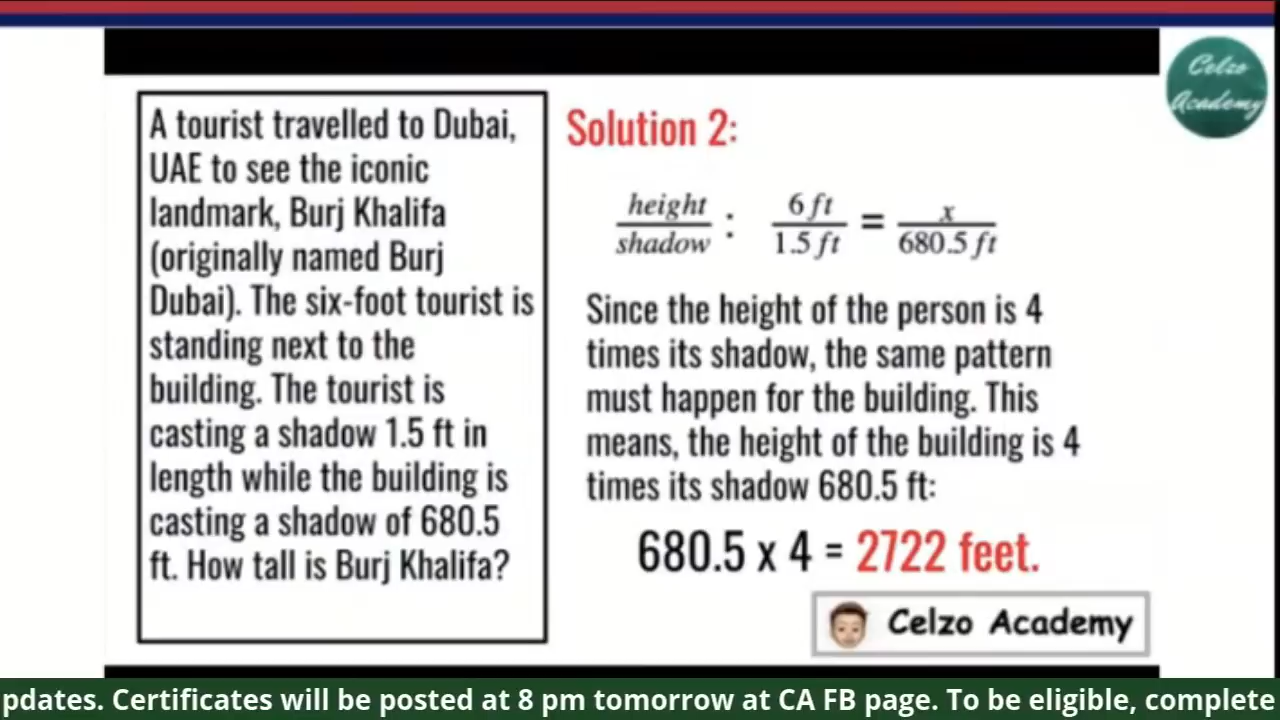 Celzo
Academy
A tourist travelled to Dubai,
UAE to see the iconic
landmark, Burj Khalifa
(originally named Burj
Dubai). The six-foot tourist is
standing next to the
building. The tourist is
casting a shadow 1.5 ft in
length while the building is
casting a shadow of 680.5
ft. How tall is Burj Khalifa?
Solution 2:
height/shadow : 6 ft/1.5 ft = x/680.5 ft
Since the height of the person is 4
times its shadow, the same pattern
must happen for the building. This
means, the height of the building is 4
times its shadow 680.5 ft:
680.5 x 4 = 2722 feet.
Celzo Academy
pdates. Certificates will be posted at 8 pm tomorrow at CA FB page. To be eligible, complete